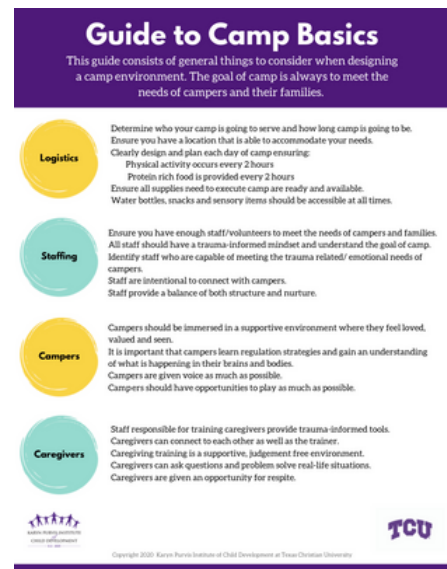 Guide to Camp Basics
This guide consists of general things to consider when designing
a camp environment. The goal of camp is always to meet the
needs of campers and their families.
Logistics
Determine who your camp is going to serve and how long camp is going to be.
Ensure you have a location that is able to accommodate your needs.
Clearly design and plan each day of camp ensuring:
Physical activity occurs every 2 hours
Protein rich food is provided every 2 hours
Ensure all supplies need to execute camp are ready and available.
Water bottles, snacks and sensory items should be accessible at all times.
Staffing
Ensure you have enough staff/volunteers to meet the needs of campers and families.
All staff should have a trauma-informed mindset and understand the goal of camp.
Identify staff who are capable of meeting the trauma related/ emotional needs of
campers.
Staff are intentional to connect with campers.
Staff provide a balance of both structure and nurture.
Campers
Campers should be immersed in a supportive environment where they feel loved,
valued and seen.
It is important that campers learn regulation strategies and gain an understanding
of what is happening in their brains and bodies.
Campers are given voice as much as possible.
Campers should have opportunities to play as much as possible.
Caregivers
Staff responsible for training caregivers provide trauma-informed tools.
Caregivers can connect to each other as well as the trainer.
Caregiving training is a supportive, judgement free environment.
Caregivers can ask questions and problem solve real-life situations.
Caregivers are given an opportunity for respite.
KARYN PURVIS INSTITUTE
CHILD DEVELOPMENT
TCU
Copyright 2020 Karyn Purvis Institute of Child Development at Texas Christian University